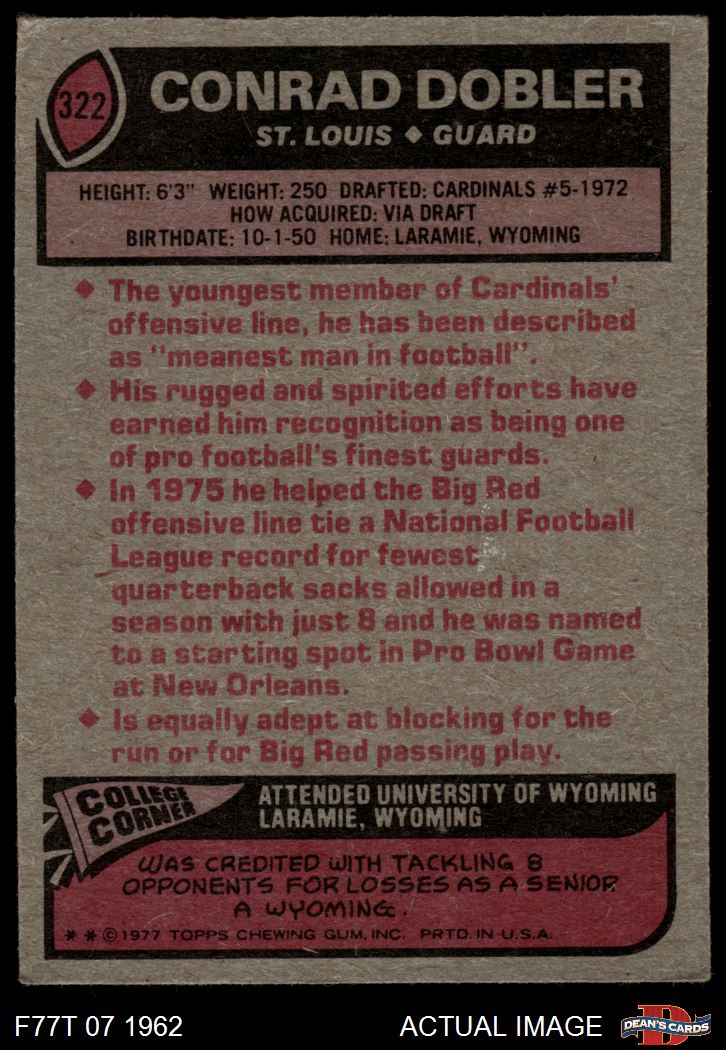 322
CONRAD DOBLER
ST. LOUIS ♦ GUARD
HEIGHT: 6'3" WEIGHT: 250 DRAFTED: CARDINALS #5-1972
HOW ACQUIRED: VIA DRAFT
BIRTHDATE: 10-1-50 HOME: LARAMIE, WYOMING
♦ The youngest member of Cardinals'
offensive line, he has been described
as "meanest man in football".
♦ His rugged and spirited efforts have
earned him recognition as being one
of pro football's finest guards.
♦ In 1975 he helped the Big Red
offensive line tie a National Football
League record for fewest
quarterback sacks allowed in a
season with just 8 and he was named
to a starting spot in Pro Bowl Game
at New Orleans.
♦ Is equally adept at blocking for the
run or for Big Red passing play.
COLLEGE
CORNER
ATTENDED UNIVERSITY OF WYOMING
LARAMIE, WYOMING
WAS CREDITED WITH TACKLING 8
OPPONENTS FOR LOSSES AS A SENIOR
A WYOMING.
* * © 1977 TOPPS CHEWING GUM, INC. PRTD. IN U.S.A.
F77T 07 1962
ACTUAL IMAGE
D
DEAN'S CARDS